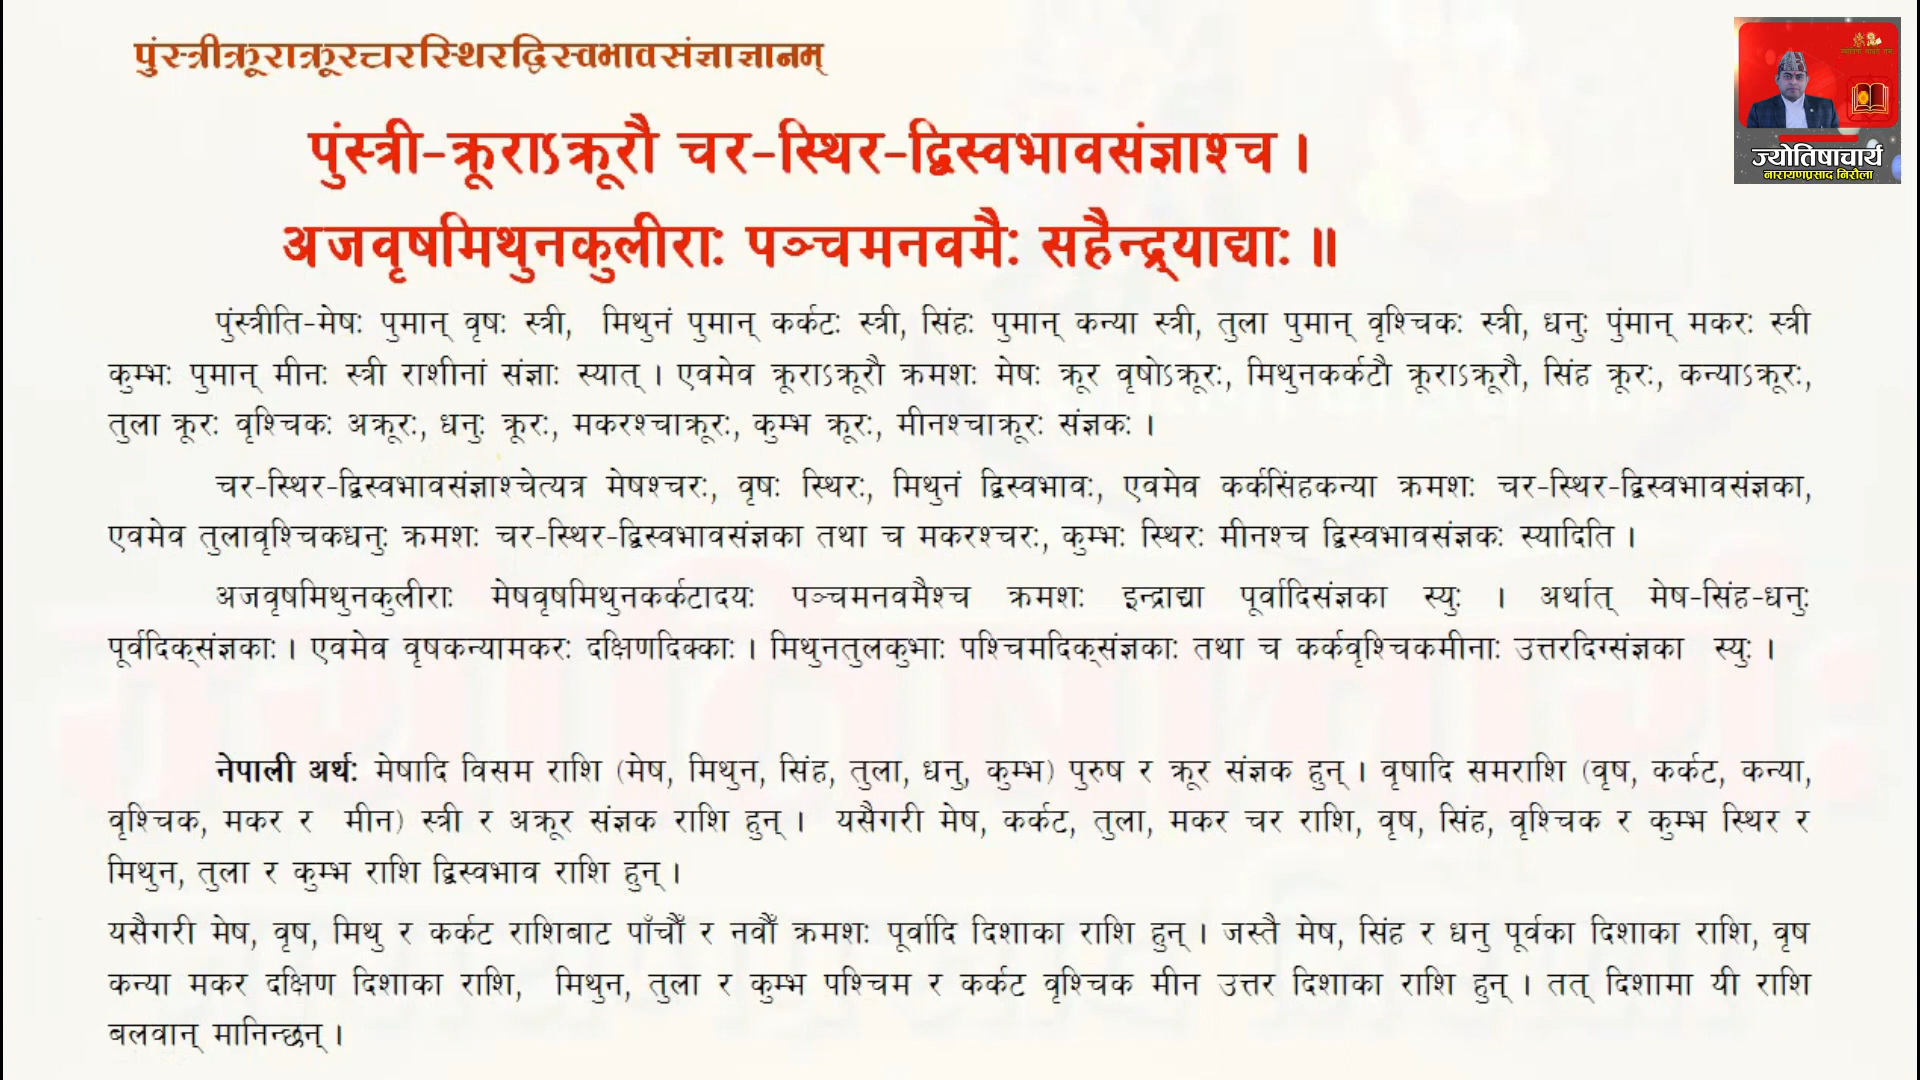 पुंस्त्रीक्रूराक्रूरचरस्थिरद्विस्वभावसंज्ञाज्ञानम्
पुंस्त्री-क्रूराऽक्रूरौ चर-स्थिर-द्विस्वभावसंज्ञाश्च ।
अजवृषमिथुनकुलीराः पञ्चमनवमैः सहैन्द्र्याद्याः ॥
पुंस्त्रीति-मेषः पुमान् वृषः स्त्री, मिथुनं पुमान् कर्कटः स्त्री, सिंहः पुमान् कन्या स्त्री, तुला पुमान् वृश्चिकः स्त्री, धनुः पुंमान् मकरः स्त्री
कुम्भः पुमान् मीनः स्त्री राशीनां संज्ञाः स्यात् । एवमेव क्रूराऽक्रूरौ क्रमशः मेषः क्रूर वृषोऽक्रूरः, मिथुनकर्कटौ क्रूराऽक्रूरौ, सिंह क्रूरः, कन्याऽक्रूरः,
तुला क्रूरः वृश्चिकः अक्रूरः, धनुः क्रूरः, मकरश्चाक्रूरः, कुम्भ क्रूरः, मीनश्चाक्रूरः संज्ञकः ।
चर-स्थिर-द्विस्वभावसंज्ञाश्चेत्यत्र मेषश्चरः, वृषः स्थिरः, मिथुनं द्विस्वभावः, एवमेव कर्कसिंहकन्या क्रमशः चर-स्थिर-द्विस्वभावसंज्ञका,
एवमेव तुलावृश्चिकधनुः क्रमशः चर-स्थिर-द्विस्वभावसंज्ञका तथा च मकरश्चरः, कुम्भः स्थिरः मीनश्च द्विस्वभावसंज्ञकः स्यादिति ।
अजवृषमिथुनकुलीराः मेषवृषमिथुनकर्कटादयः पञ्चमनवमैश्च क्रमशः इन्द्राद्या पूर्वादिसंज्ञका स्युः । अर्थात् मेष-सिंह-धनुः
पूर्वदिक्संज्ञकाः । एवमेव वृषकन्यामकरः दक्षिणदिक्काः । मिथुनतुलकुभाः पश्चिमदिक्संज्ञकाः तथा च कर्कवृश्चिकमीनाः उत्तरदिग्संज्ञका स्युः ।
नेपाली अर्थः मेषादि विसम राशि (मेष, मिथुन, सिंह, तुला, धनु, कुम्भ) पुरुष र क्रूर संज्ञक हुन् । वृषादि समराशि (वृष, कर्कट, कन्या,
वृश्चिक, मकर र मीन) स्त्री र अक्रूर संज्ञक राशि हुन् । यसैगरी मेष, कर्कट, तुला, मकर चर राशि, वृष, सिंह, वृश्चिक र कुम्भ स्थिर र
मिथुन, तुला र कुम्भ राशि द्विस्वभाव राशि हुन् ।
यसैगरी मेष, वृष, मिथु र कर्कट राशिबाट पाँचौँ र नवौँ क्रमशः पूर्वादि दिशाका राशि हुन् । जस्तै मेष, सिंह र धनु पूर्वका दिशाका राशि, वृष
कन्या मकर दक्षिण दिशाका राशि, मिथुन, तुला र कुम्भ पश्चिम र कर्कट वृश्चिक मीन उत्तर दिशाका राशि हुन् । तत् दिशामा यी राशि
बलवान् मानिन्छन् ।
ज्योतिषाचार्य
नारायणप्रसाद निरौला